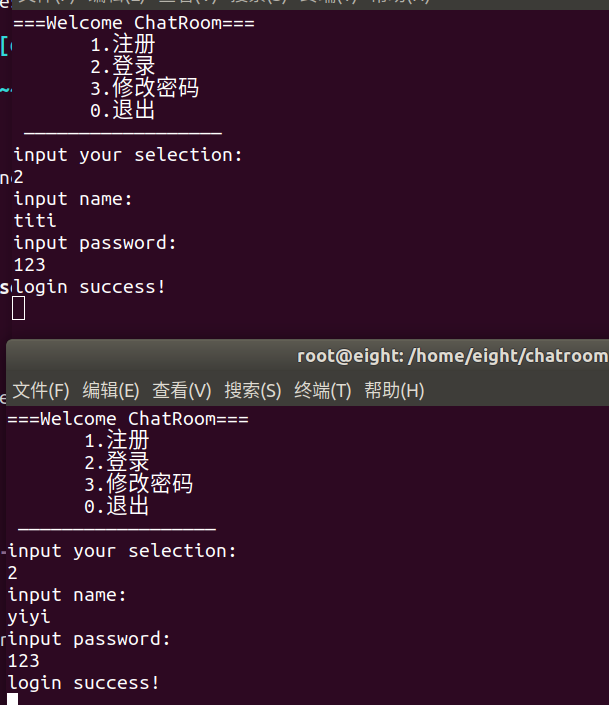 ===Welcome ChatRoom===
1.注册
2.登录
3.修改密码
0.退出
__________________
input your selection:
2
input name:
titi
input password:
123
login success!
root@eight: /home/eight/chatroom
文件(F) 编辑(E) 查看(V) 搜索(S) 终端(T) 帮助(H)
===Welcome ChatRoom===
1.注册
2.登录
3.修改密码
0.退出
__________________
input your selection:
2
input name:
yiyi
input password:
123
login success!